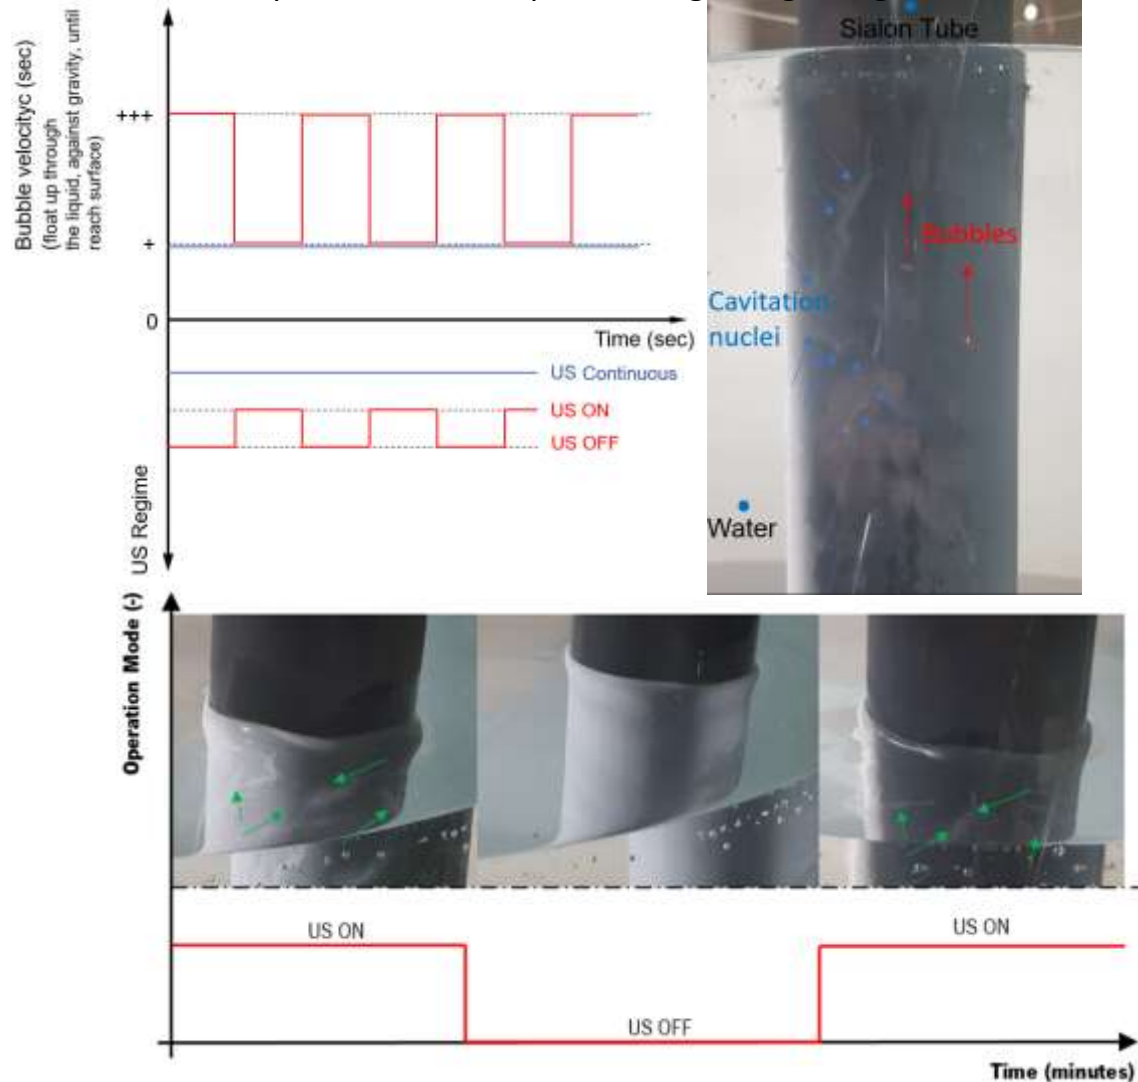 Bubble velocityc (sec)
(float up through
the liquid, against gravity, until
reach surface)
+++
+
0
Time (sec)
US Continuous
US ON
US OFF
US Regime
Sialon Tube
Bubbles
Cavitation
nuclei
Water
Operation Mode (-)
US ON
US OFF
US ON
Time (minutes)